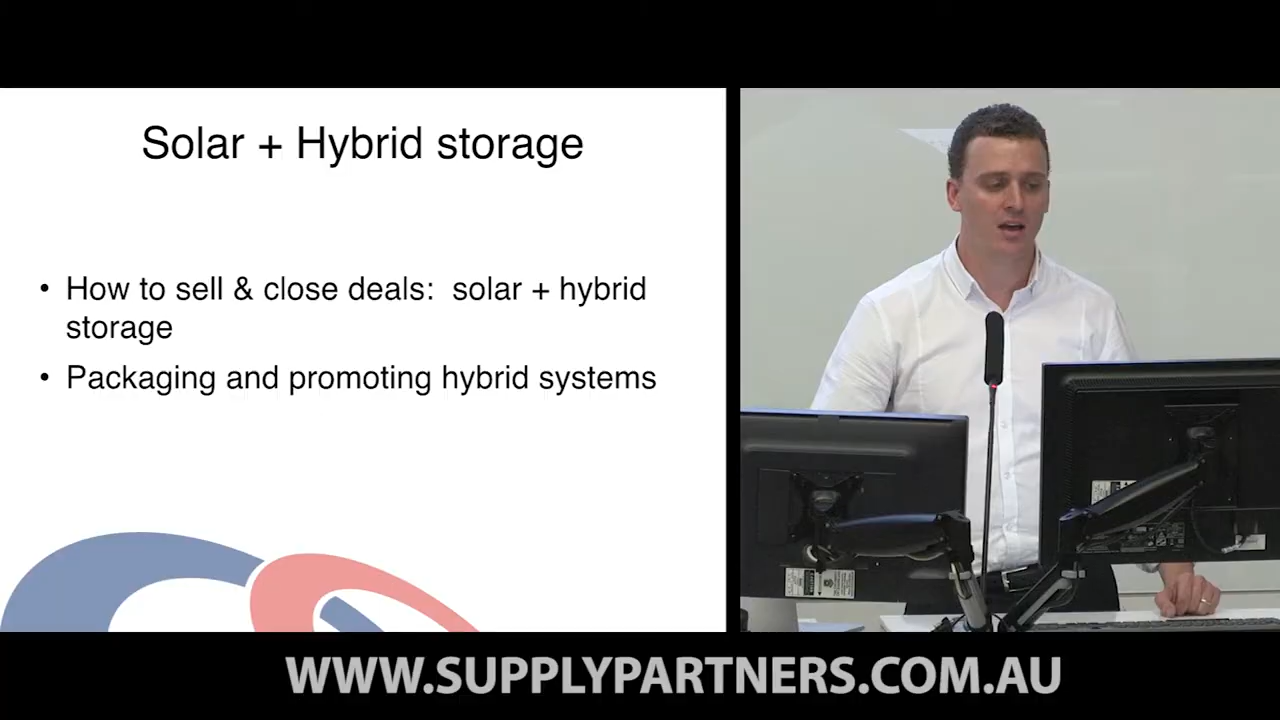 Solar + Hybrid storage
• How to sell & close deals: solar + hybrid
storage
• Packaging and promoting hybrid systems
WWW.SUPPLYPARTNERS.COM.AU